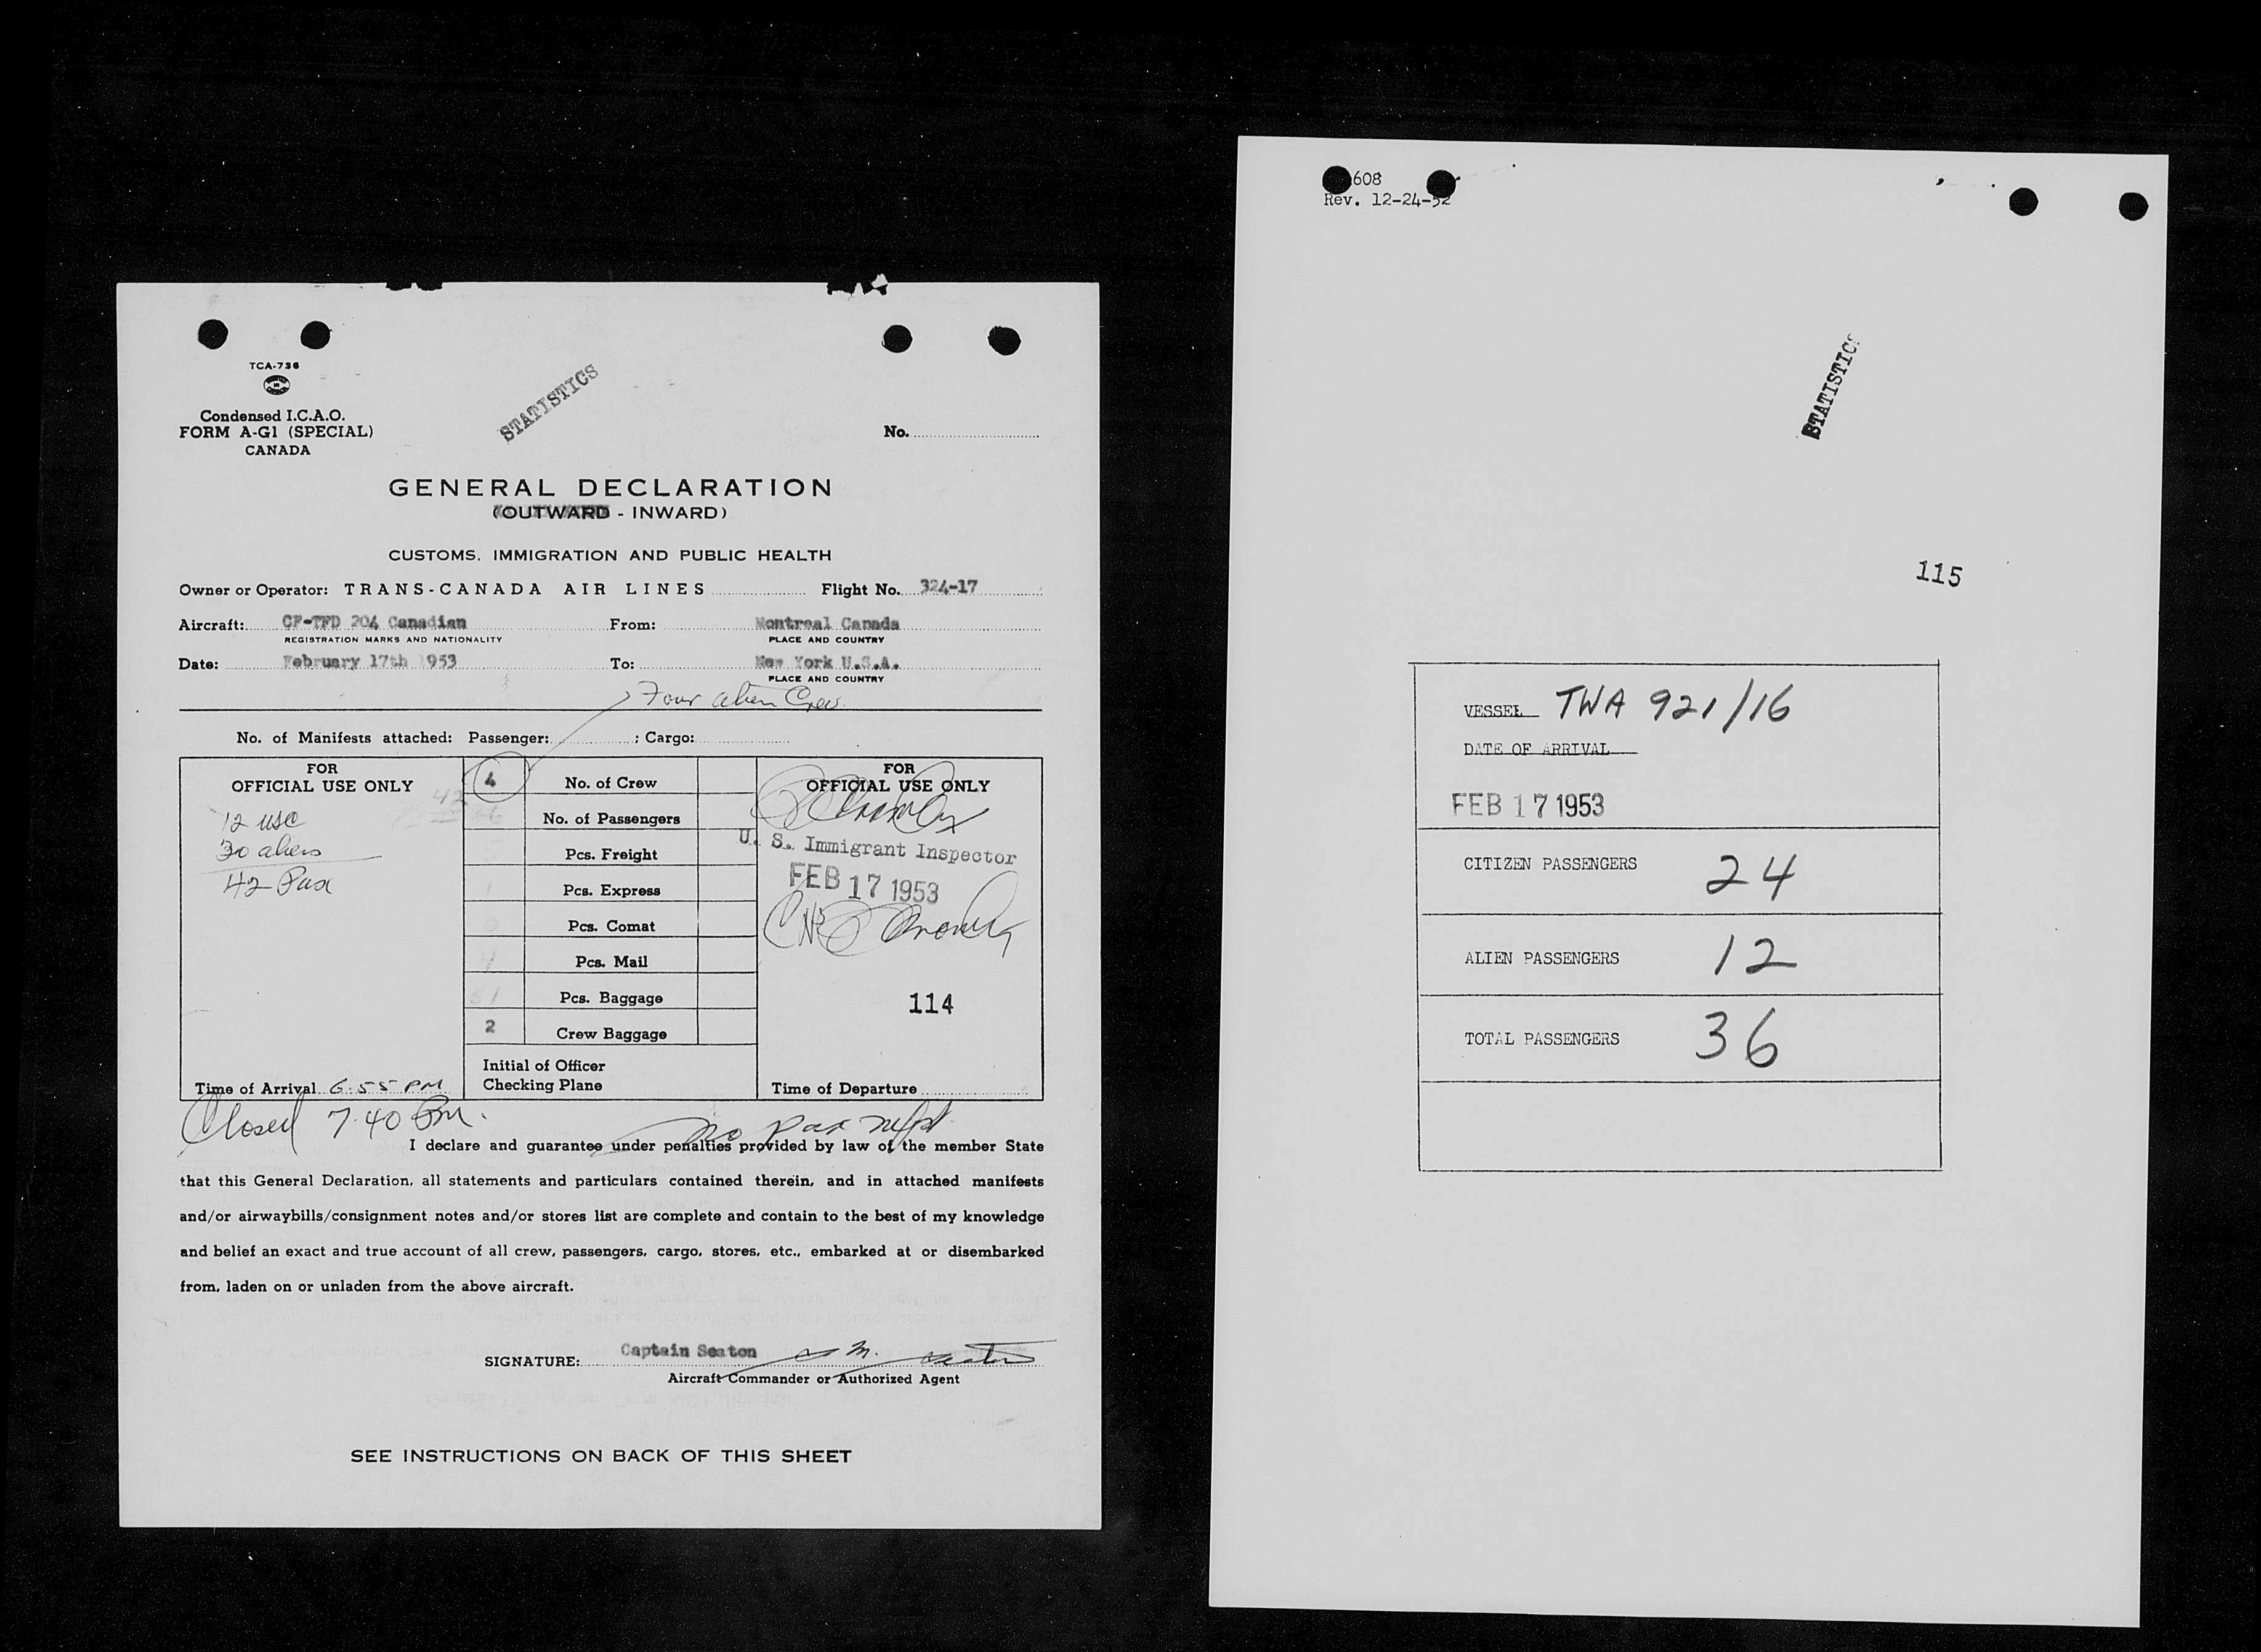 TCA-736
Condensed I.C.A.O.
FORM A-G1 (SPECIAL)
CANADA
STATISTICS
No.
GENERAL DECLARATION
(OUTWARD - INWARD)
CUSTOMS, IMMIGRATION AND PUBLIC HEALTH
Owner or Operator: TRANS-CANADA AIR LINES Flight No. 324-17
Aircraft: CF-TFD 204 Canadian From: Montreal Canada
REGISTRATION MARKS AND NATIONALITY PLACE AND COUNTRY
Date: February 17th 1953 To: New York U.S.A.
PLACE AND COUNTRY
Four alien Crew
No. of Manifests attached: Passenger: ; Cargo:
FOR
OFFICIAL USE ONLY
12 USC
30 aliens
42 Pax
Time of Arrival 6:55 PM
4 No. of Crew
42 No. of Passengers
Pcs. Freight
Pcs. Express
Pcs. Comat
Pcs. Mail
Pcs. Baggage
2 Crew Baggage
Initial of Officer
Checking Plane
FOR
OFFICIAL USE ONLY
U. S. Immigrant Inspector
FEB 17 1953
114
Time of Departure
Closed 7.40 Pm.
no pax
I declare and guarantee under penalties provided by law of the member State
that this General Declaration, all statements and particulars contained therein, and in attached manifests
and/or airwaybills/consignment notes and/or stores list are complete and contain to the best of my knowledge
and belief an exact and true account of all crew, passengers, cargo, stores, etc., embarked at or disembarked
from, laden on or unladen from the above aircraft.
SIGNATURE: Captain Seaton M. Seaton
Aircraft Commander or Authorized Agent
SEE INSTRUCTIONS ON BACK OF THIS SHEET
608
Rev. 12-24-52
STATISTICS
115
VESSEL TWA 921/16
DATE OF ARRIVAL
FEB 17 1953
CITIZEN PASSENGERS 24
ALIEN PASSENGERS 12
TOTAL PASSENGERS 36